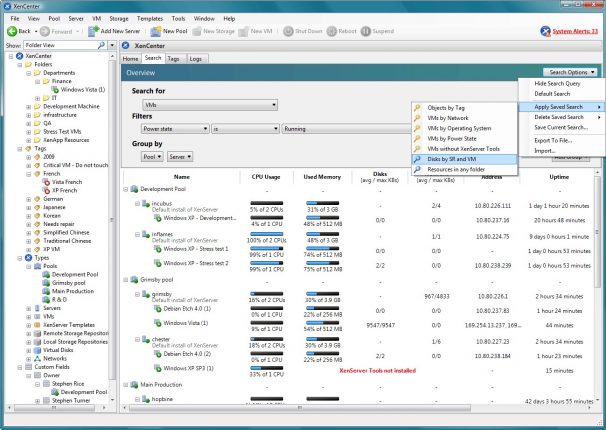 XenCenter
File View Pool Server VM Storage Templates Tools Window Help
Back Forward Add New Server New Pool New Storage New VM Shut Down Reboot Suspend System Alerts: 33
Show: Folder View
XenCenter
Folders
Departments
Finance
Windows Vista (1)
IT
Development Machine
infrastructure
QA
Stress Test VMs
XenApp Resources
Tags
2009
Citrix-Do not touch
French
Vista French
XP French
German
Japanese
Korean
Needs repair
Simplified Chinese
Traditional Chinese
XP VM
Types
Pools
Development Pool
Grimsby pool
Main Production
R & D
Servers
VMs
XenServer Templates
Remote Storage Repositories
Local Storage Repositories
Virtual Disks
Networks
Custom Fields
Owner
Stephen Rice
Development Pool
Stephen Turner
XenCenter
Home Search Tags Logs
Overview
Search Options
Search for
VMs
Filters
Power state is Running
Group by
Pool Server
Add Group
Hide Search Query
Default Search
Apply Saved Search
Delete Saved Search
Save Current Search...
Export To File...
Import...
Objects by Tag
VMs by Network
VMs by Operating System
VMs by Power State
VMs without XenServer Tools
Disks by SR and VM
Resources in any folder
Name CPU Usage Used Memory Disks (avg / max KBs) (avg / max KBs) Address Uptime
Development Pool - - - - - -
incubus Default install of XenServer 5% of 2 CPUs 31% of 3 GB - 2/4 10.80.226.111 1 day 1 hour 20 minutes
Windows XP - Development... 4% of 1 CPU 48% of 512 MB 0/0 0/0 10.80.237.16 20 hours 48 minutes
inflames Default install of XenServer 100% of 2 CPUs 48% of 3 GB - 1/1 10.80.224.75 9 days 0 hours 1 minute
Windows XP - Stress test 1 99% of 1 CPU 74% of 512 MB 0/0 0/0 1 day 0 hours 53 minutes
Windows XP - Stress test 2 99% of 1 CPU 75% of 512 MB 2/2 0/0 10.80.238.239 1 day 0 hours 53 minutes
Grimsby pool - - - - - -
grimsby Default install of XenServer 16% of 2 CPUs 30% of 3.9 GB - 967/4833 10.80.226.1 2 hours 34 minutes
Debian Etch 4.0 (1) 0% of 1 CPU 22% of 256 MB 0/0 0/0 10.80.237.83 1 hour 24 minutes
Windows Vista (1) 9% of 1 CPU 54% of 512 MB 9547/9547 0/0 169.254.13.237, 169... 44 minutes
chester Default install of XenServer 18% of 2 CPUs 30% of 3.9 GB - 1/6 10.80.227.23 2 hours 34 minutes
Debian Etch 4.0 (2) 0% of 1 CPU 22% of 256 MB 2/2 0/0 10.80.238.184 1 hour 23 minutes
Windows XP SP3 (1) 33% of 1 CPU XenServer Tools not installed - 15 minutes
Main Production - - - - - -
hopbine 42 days 3 hours 55 minutes